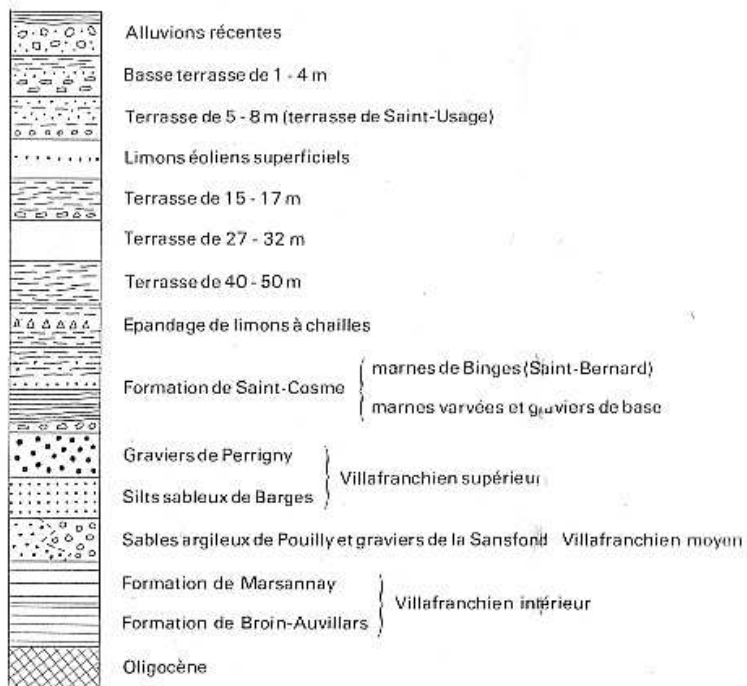 Alluvions récentes
Basse terrasse de 1 - 4 m
Terrasse de 5 - 8 m (terrasse de Saint-Usage)
Limons éoliens superficiels
Terrasse de 15 - 17 m
Terrasse de 27 - 32 m
Terrasse de 40 - 50 m
Epandage de limons à chailles
Formation de Saint-Cosme
marnes de Binges (Saint-Bernard)
marnes varvées et graviers de base
Graviers de Perrigny
Silts sableux de Barges
Villafranchien supérieur
Sables argileux de Pouilly et graviers de la Sansfond Villafranchien moyen
Formation de Marsannay
Formation de Broin-Auvillars
Villafranchien intérieur
Oligocène